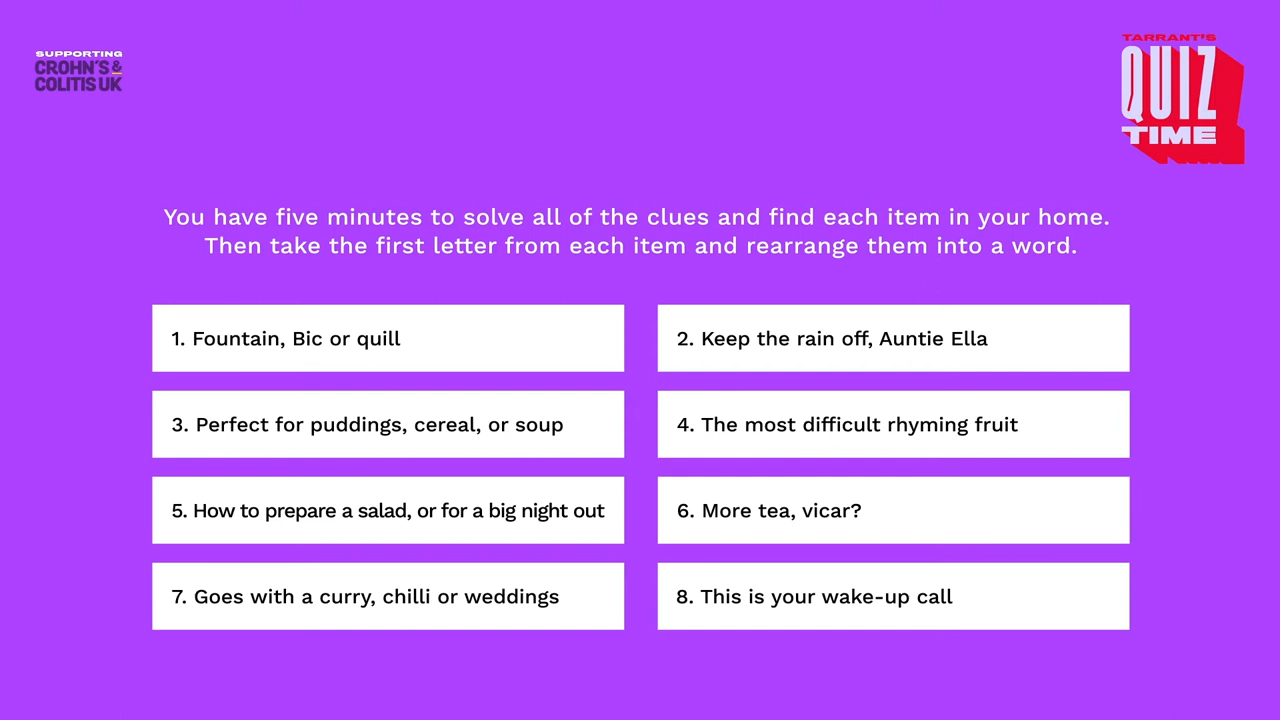 SUPPORTING
CROHN'S &
COLITIS UK
TARRANT'S
QUIZ
TIME
You have five minutes to solve all of the clues and find each item in your home.
Then take the first letter from each item and rearrange them into a word.
1. Fountain, Bic or quill
2. Keep the rain off, Auntie Ella
3. Perfect for puddings, cereal, or soup
4. The most difficult rhyming fruit
5. How to prepare a salad, or for a big night out
6. More tea, vicar?
7. Goes with a curry, chilli or weddings
8. This is your wake-up call